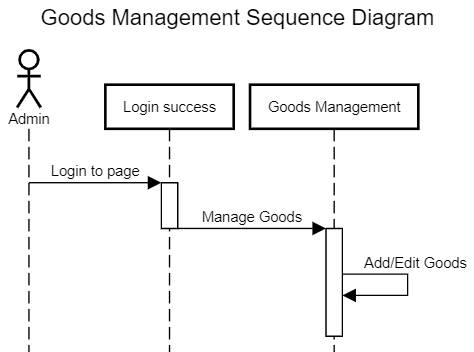 Goods Management Sequence Diagram
Admin
Login success
Goods Management
Login to page
Manage Goods
Add/Edit Goods